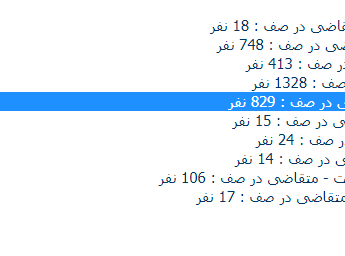 در صف : 18 نفر
در صف : 748 نفر
در صف : 413 نفر
صف : 1328 نفر
در صف : 829 نفر
در صف : 15 نفر
در صف : 24 نفر
در صف : 14 نفر
- متقاضی در صف : 106 نفر
متقاضی در صف : 17 نفر